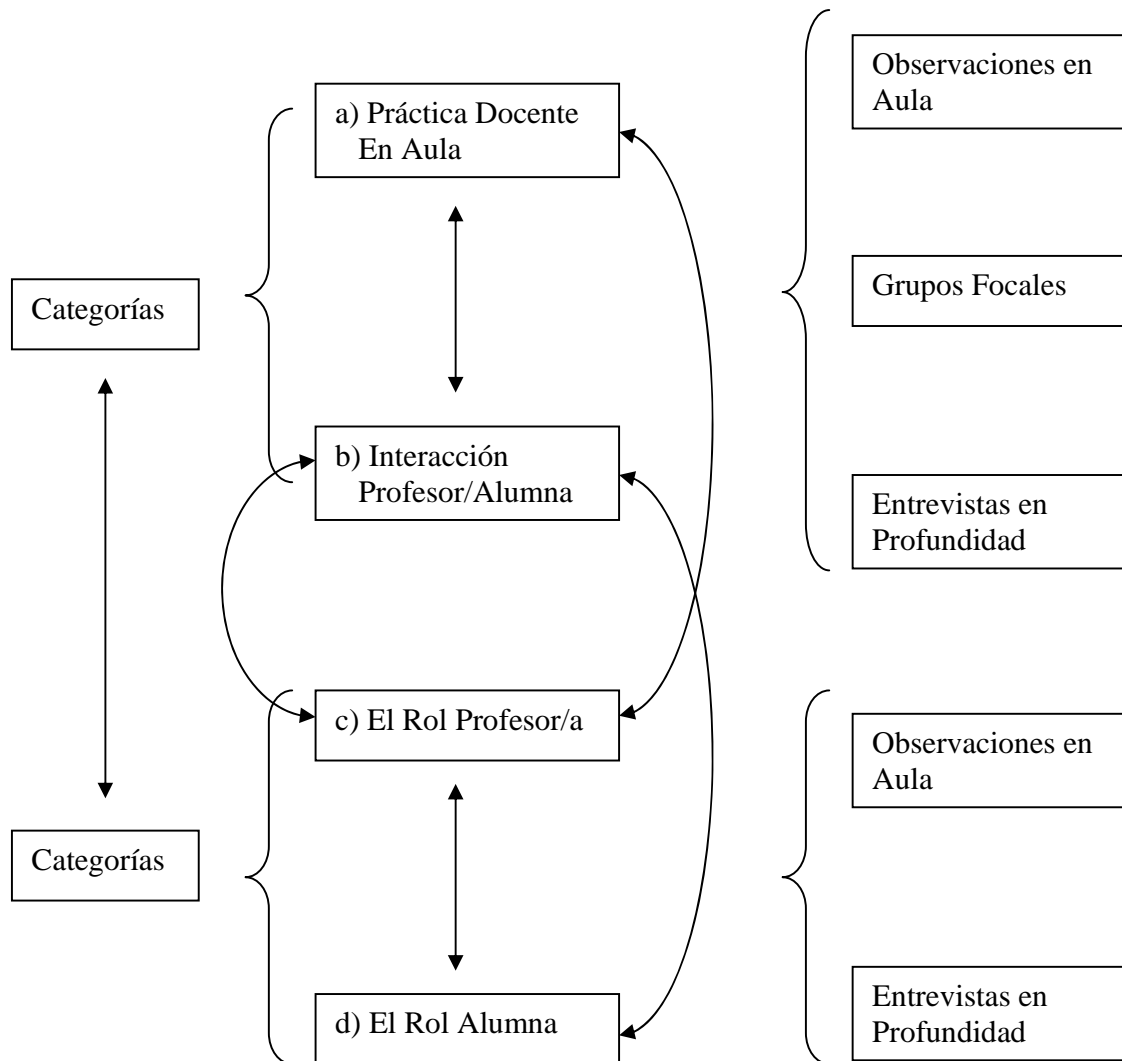 Observaciones en
Aula
a) Práctica Docente
En Aula
Categorías
Grupos Focales
b) Interacción
Profesor/Alumna
Entrevistas en
Profundidad
c) El Rol Profesor/a
Observaciones en
Aula
Categorías
d) El Rol Alumna
Entrevistas en
Profundidad